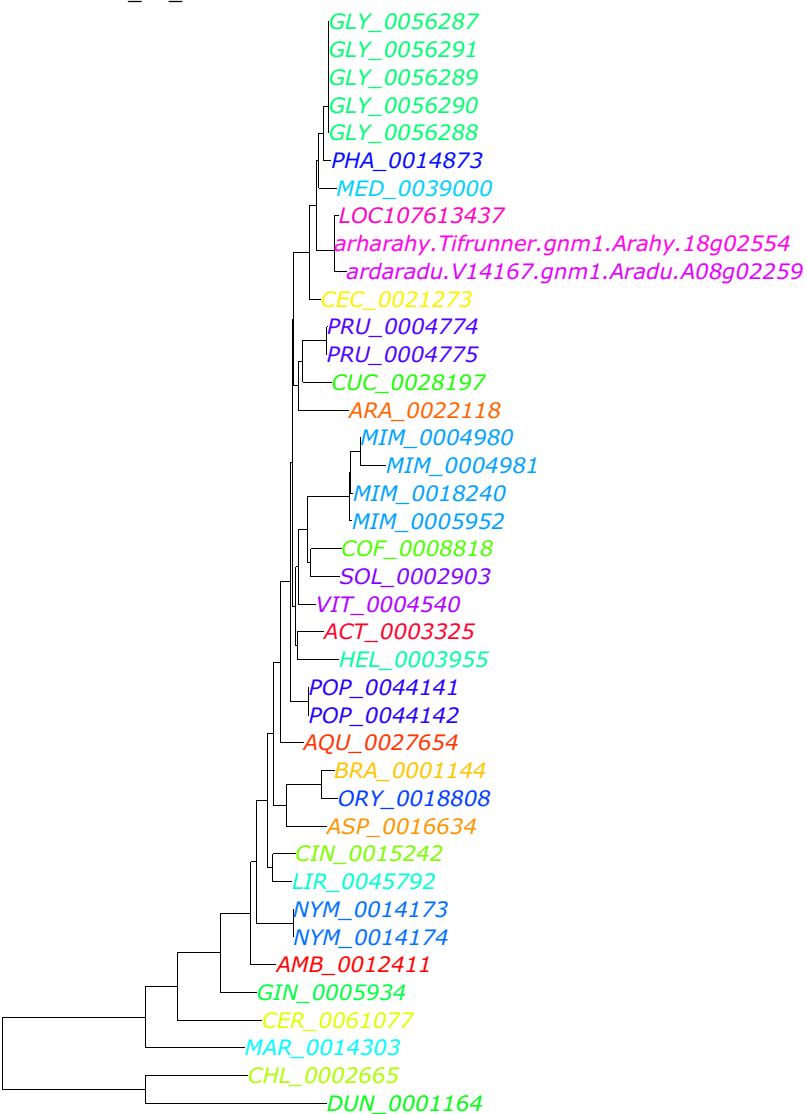 GLY_0056287
GLY_0056291
GLY_0056289
GLY_0056290
GLY_0056288
PHA_0014873
MED_0039000
LOC107613437
arharahy.Tifrunner.gnm1.Arahy.18g02554
ardaradu.V14167.gnm1.Aradu.A08g02259
CEC_0021273
PRU_0004774
PRU_0004775
CUC_0028197
ARA_0022118
MIM_0004980
MIM_0004981
MIM_0018240
MIM_0005952
COF_0008818
SOL_0002903
VIT_0004540
ACT_0003325
HEL_0003955
POP_0044141
POP_0044142
AQU_0027654
BRA_0001144
ORY_0018808
ASP_0016634
CIN_0015242
LIR_0045792
NYM_0014173
NYM_0014174
AMB_0012411
GIN_0005934
CER_0061077
MAR_0014303
CHL_0002665
DUN_0001164